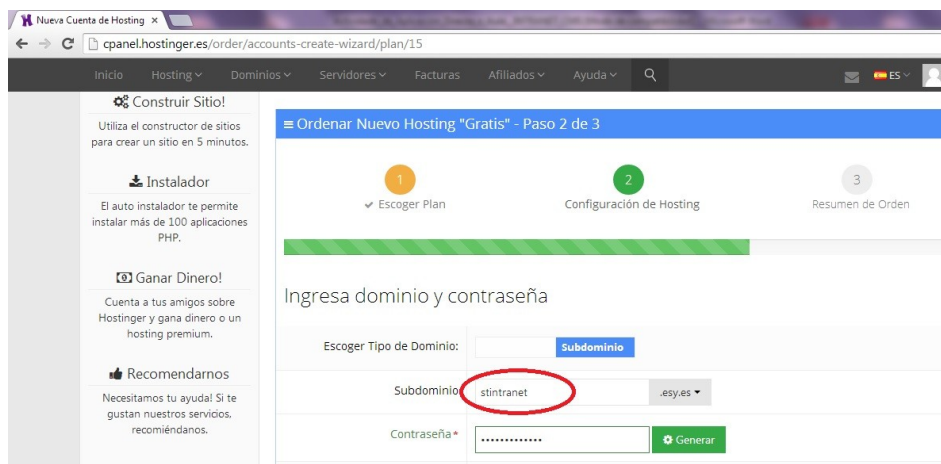 Nueva Cuenta de Hosting
cpanel.hostinger.es/order/accounts-create-wizard/plan/15
Inicio Hosting Dominios Servidores Facturas Afiliados Ayuda ES
Construir Sitio!
Utiliza el constructor de sitios
para crear un sitio en 5 minutos.
Instalador
El auto instalador te permite
instalar más de 100 aplicaciones
PHP.
Ganar Dinero!
Cuenta a tus amigos sobre
Hostinger y gana dinero o un
hosting premium.
Recomendarnos
Necesitamos tu ayuda! Si te
gustan nuestros servicios,
recomiéndanos.
Ordenar Nuevo Hosting "Gratis" - Paso 2 de 3
1 2 3
Escoger Plan Configuración de Hosting Resumen de Orden
Ingresa dominio y contraseña
Escoger Tipo de Dominio: Subdominio
Subdominio stintranet .esy.es
Contraseña* ............. Generar